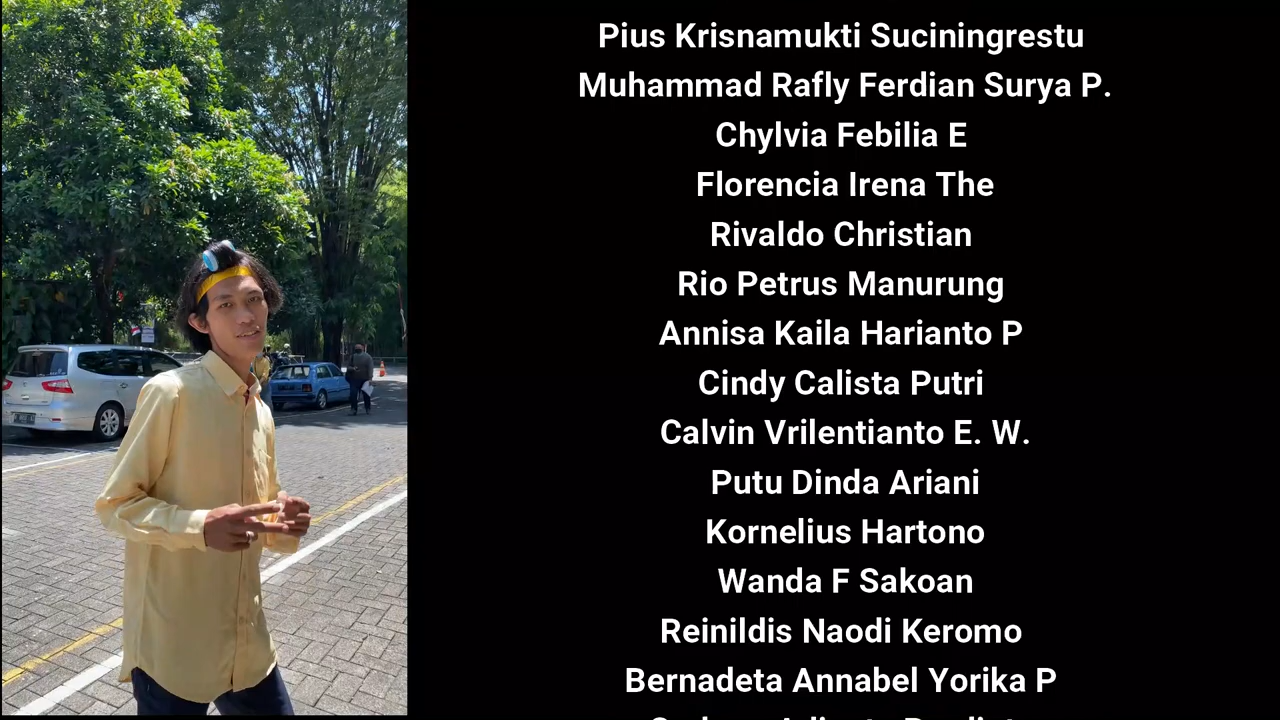 Pius Krisnamukti Suciningrestu
Muhammad Rafly Ferdian Surya P.
Chylvia Febilia E
Florencia Irena The
Rivaldo Christian
Rio Petrus Manurung
Annisa Kaila Harianto P
Cindy Calista Putri
Calvin Vrilentianto E. W.
Putu Dinda Ariani
Kornelius Hartono
Wanda F Sakoan
Reinildis Naodi Keromo
Bernadeta Annabel Yorika P